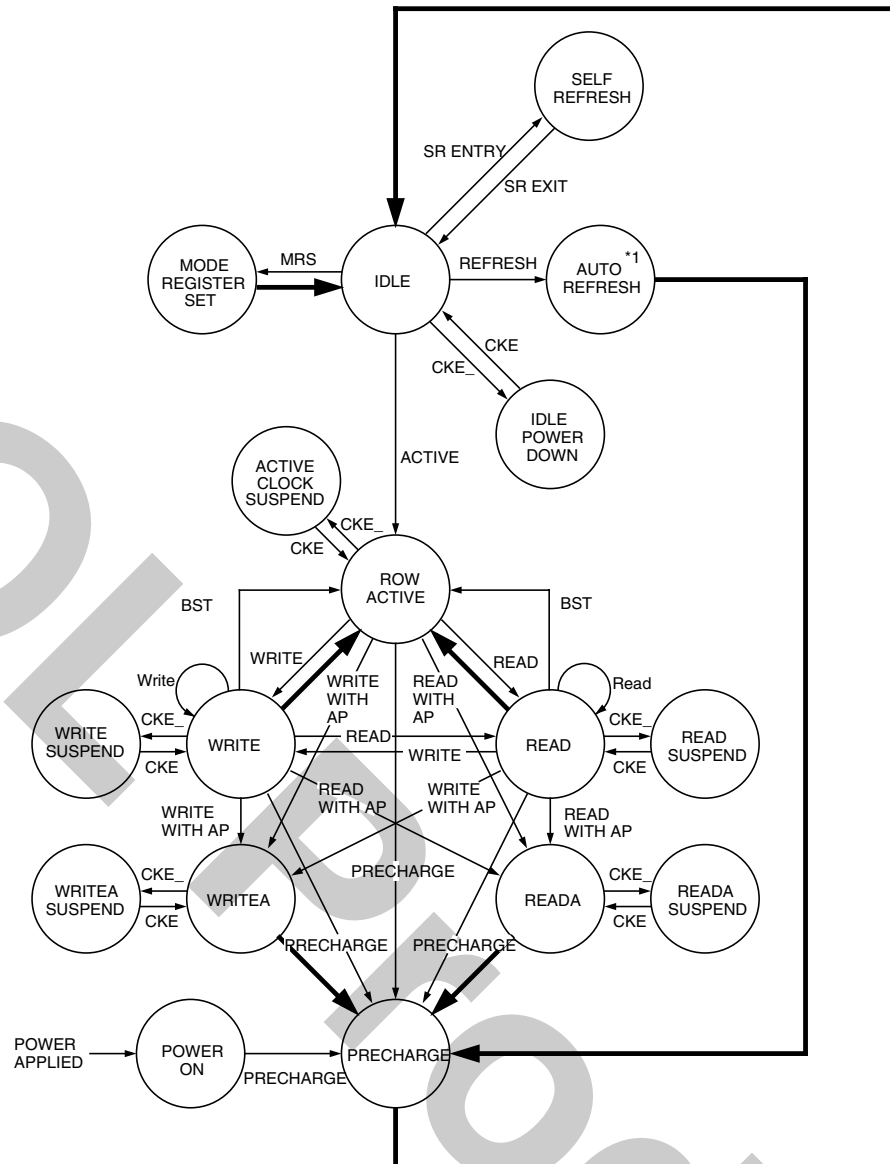 SELF
REFRESH
SR ENTRY
SR EXIT
MODE
REGISTER
SET
MRS
IDLE
REFRESH
AUTO *1
REFRESH
CKE
CKE_
IDLE
POWER
DOWN
ACTIVE
ACTIVE
CLOCK
SUSPEND
CKE_
CKE
ROW
ACTIVE
BST
BST
WRITE
READ
Write
WRITE
WITH
AP
READ
WITH
AP
Read
WRITE
SUSPEND
CKE_
CKE
WRITE
READ
WRITE
READ
CKE_
CKE
READ
SUSPEND
WRITE
WITH AP
READ
WITH AP
WRITE
WITH AP
READ
WITH AP
WRITEA
SUSPEND
CKE_
CKE
WRITEA
PRECHARGE
READA
CKE_
CKE
READA
SUSPEND
PRECHARGE
PRECHARGE
POWER
APPLIED
POWER
ON
PRECHARGE
PRECHARGE